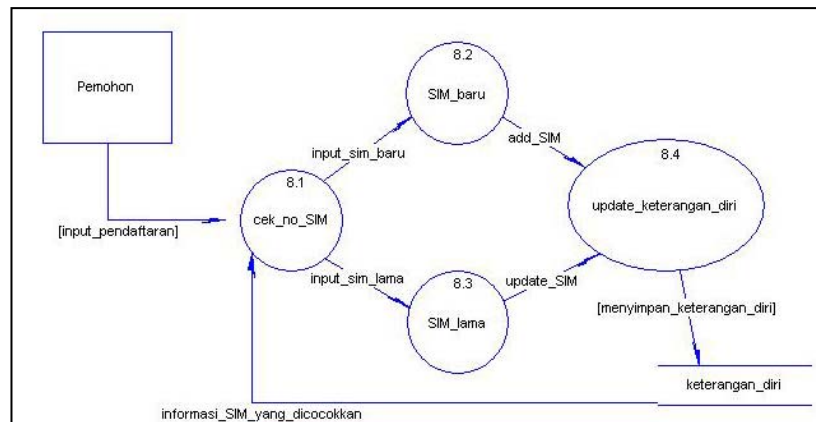 Pemohon
8.2
SIM_baru
input_sim_baru
add_SIM
8.1
cek_no_SIM
8.4
update_keterangan_diri
[input_pendaftaran]
input_sim_lama
8.3
SIM_lama
update_SIM
[menyimpan_keterangan_diri]
keterangan_diri
informasi_SIM_yang_dicocokkan